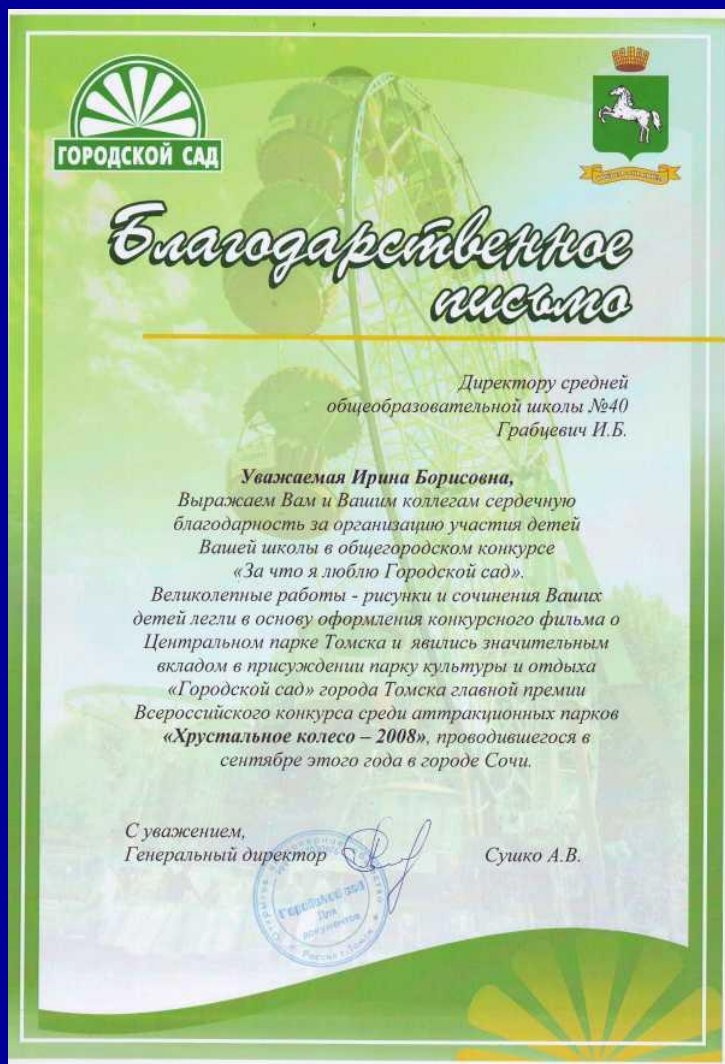 ГОРОДСКОЙ САД
Благодарственное
письмо
Директору средней
общеобразовательной школы №40
Грабцевич И.Б.
Уважаемая Ирина Борисовна,
Выражаем Вам и Вашим коллегам сердечную
благодарность за организацию участия детей
Вашей школы в общегородском конкурсе
«За что я люблю Городской сад».
Великолепные работы - рисунки и сочинения Ваших
детей легли в основу оформления конкурсного фильма о
Центральном парке Томска и явились значительным
вкладом в присуждении парку культуры и отдыха
«Городской сад» города Томска главной премии
Всероссийского конкурса среди аттракционных парков
«Хрустальное колесо – 2008», проводившегося в
сентябре этого года в городе Сочи.
С уважением,
Генеральный директор Сушко А.В.
Городской сад
Для
документов